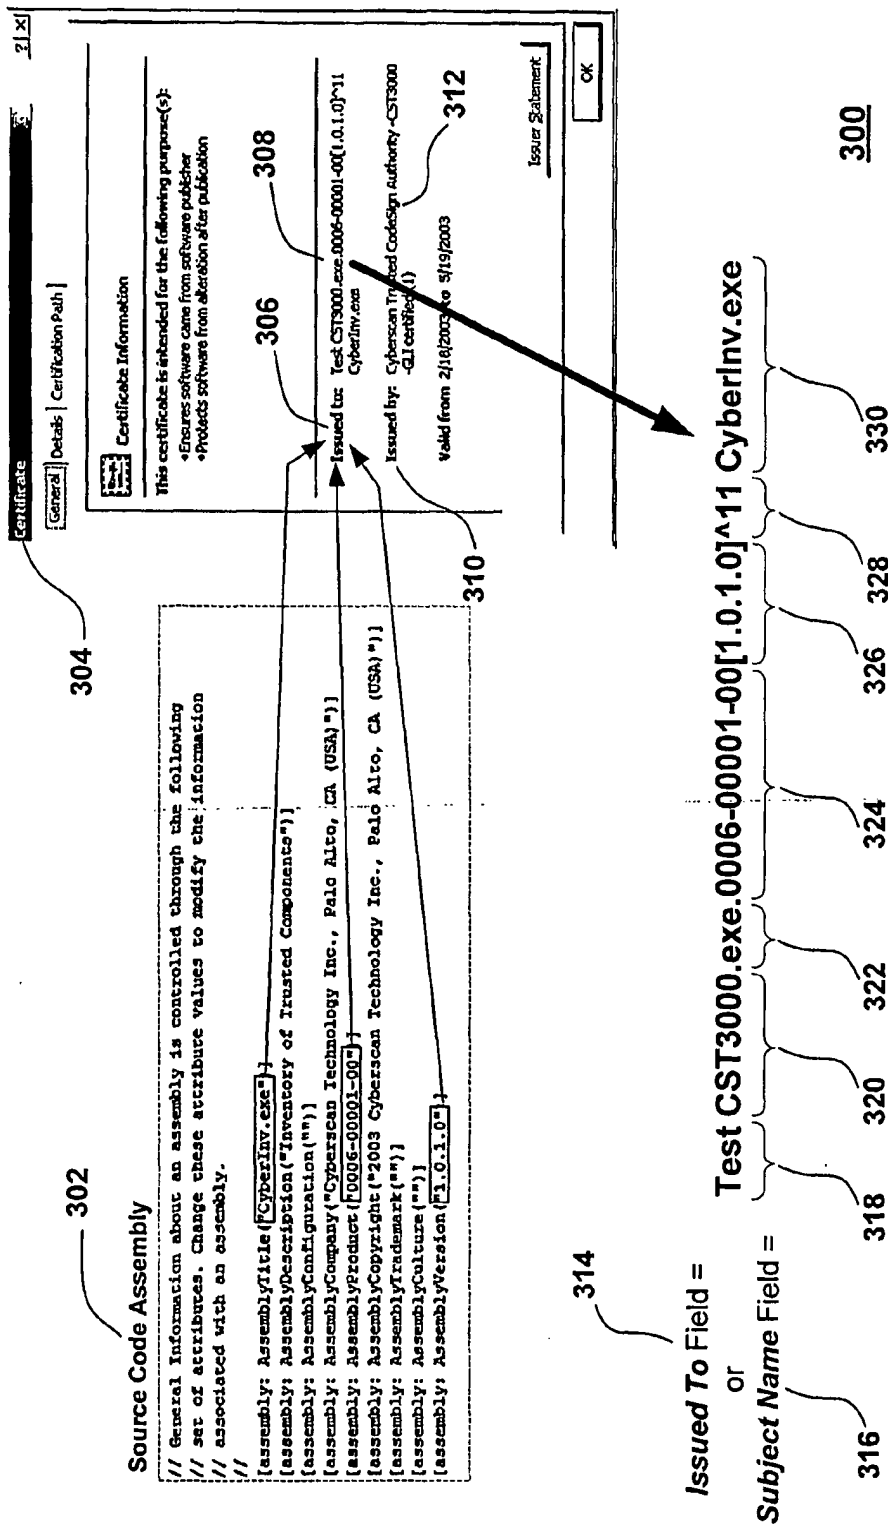 302
Source Code Assembly
// General Information about an assembly is controlled through the following
// set of attributes. Change these attribute values to modify the information
// associated with an assembly.
//
[assembly: AssemblyTitle("CyberInv.exe")]
[assembly: AssemblyDescription("Inventory of Trusted Components")]
[assembly: AssemblyConfiguration("")]
[assembly: AssemblyCompany("Cyberscan Technology Inc., Palo Alto, CA (USA)")]
[assembly: AssemblyProduct("0006-00001-00")]
[assembly: AssemblyCopyright("2003 Cyberscan Technology Inc., Palo Alto, CA (USA)")]
[assembly: AssemblyTrademark("")]
[assembly: AssemblyCulture("")]
[assembly: AssemblyVersion("1.0.1.0")]
304
Certificate
? X
General Details Certification Path
Certificate Information
This certificate is intended for the following purpose(s):
•Ensures software came from software publisher
•Protects software from alteration after publication
306
308
Issued to: Test CST3000.exe.0006-00001-00[1.0.1.0]^11
CyberInv.exe
Issued by: Cyberscan Trusted CodeSign Authority -CST3000
-GLI certified(1)
310
312
Valid from 2/18/2003 to 5/19/2003
Issuer Statement
OK
314
Issued To Field =
or
Subject Name Field =
316
Test CST3000.exe.0006-00001-00[1.0.1.0]^11 CyberInv.exe
318
320
322
324
326
328
330
300